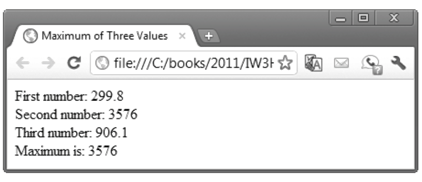 Maximum of Three Values
file:///C:/books/2011/IW3H
First number: 299.8
Second number: 3576
Third number: 906.1
Maximum is: 3576